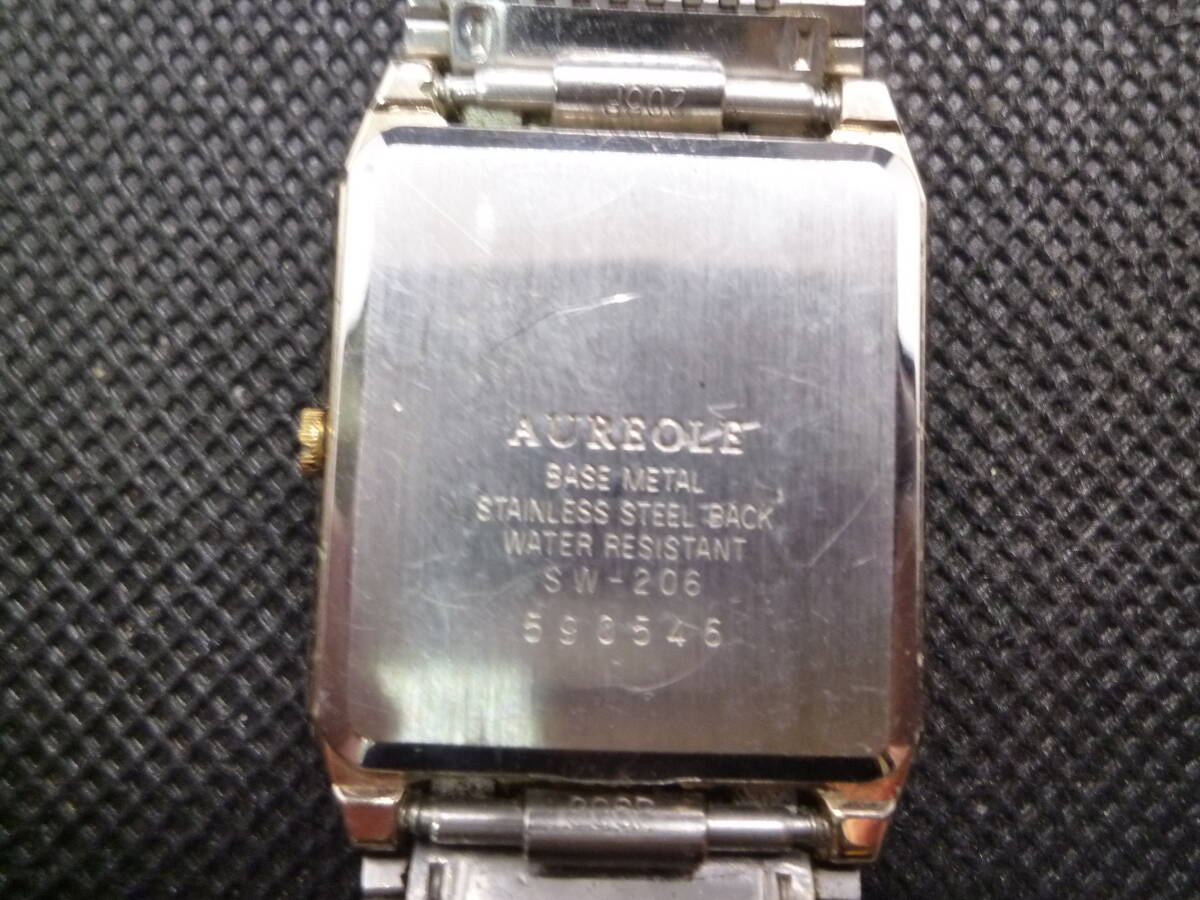 AUREOLE
BASE METAL
STAINLESS STEEL BACK
WATER RESISTANT
SW-206
590546